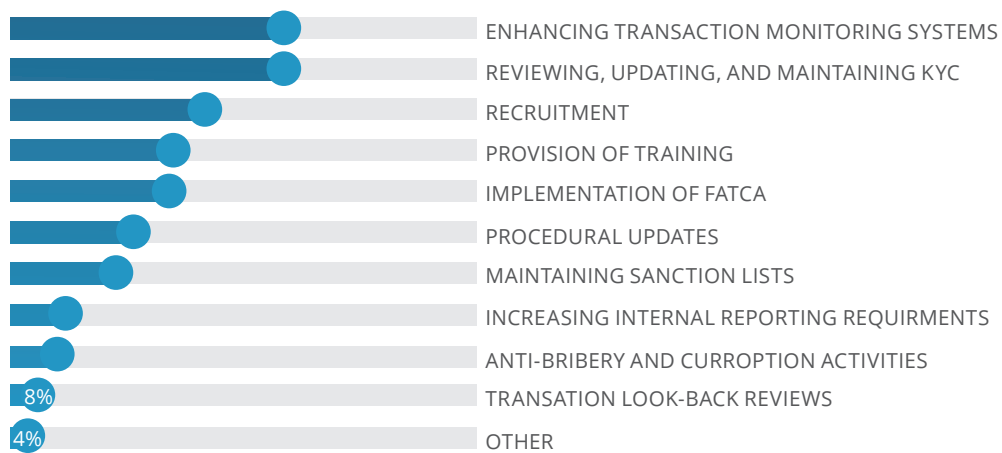 ENHANCING TRANSACTION MONITORING SYSTEMS
REVIEWING, UPDATING, AND MAINTAINING KYC
RECRUITMENT
PROVISION OF TRAINING
IMPLEMENTATION OF FATCA
PROCEDURAL UPDATES
MAINTAINING SANCTION LISTS
INCREASING INTERNAL REPORTING REQUIRMENTS
ANTI-BRIBERY AND CURROPTION ACTIVITIES
8% TRANSATION LOOK-BACK REVIEWS
4% OTHER